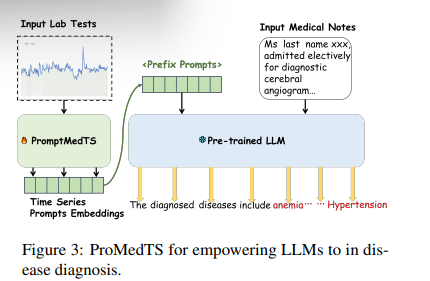 Input Lab Tests
Input Medical Notes
<Prefix Prompts>
Ms last name xxx,
admitted electively
for diagnostic
cerebral
angiogram...
PromptMedTS
Pre-trained LLM
Time Series
Prompts Embeddings
The diagnosed diseases include anemia... ... Hypertension
Figure 3: ProMedTS for empowering LLMs to in dis-
ease diagnosis.